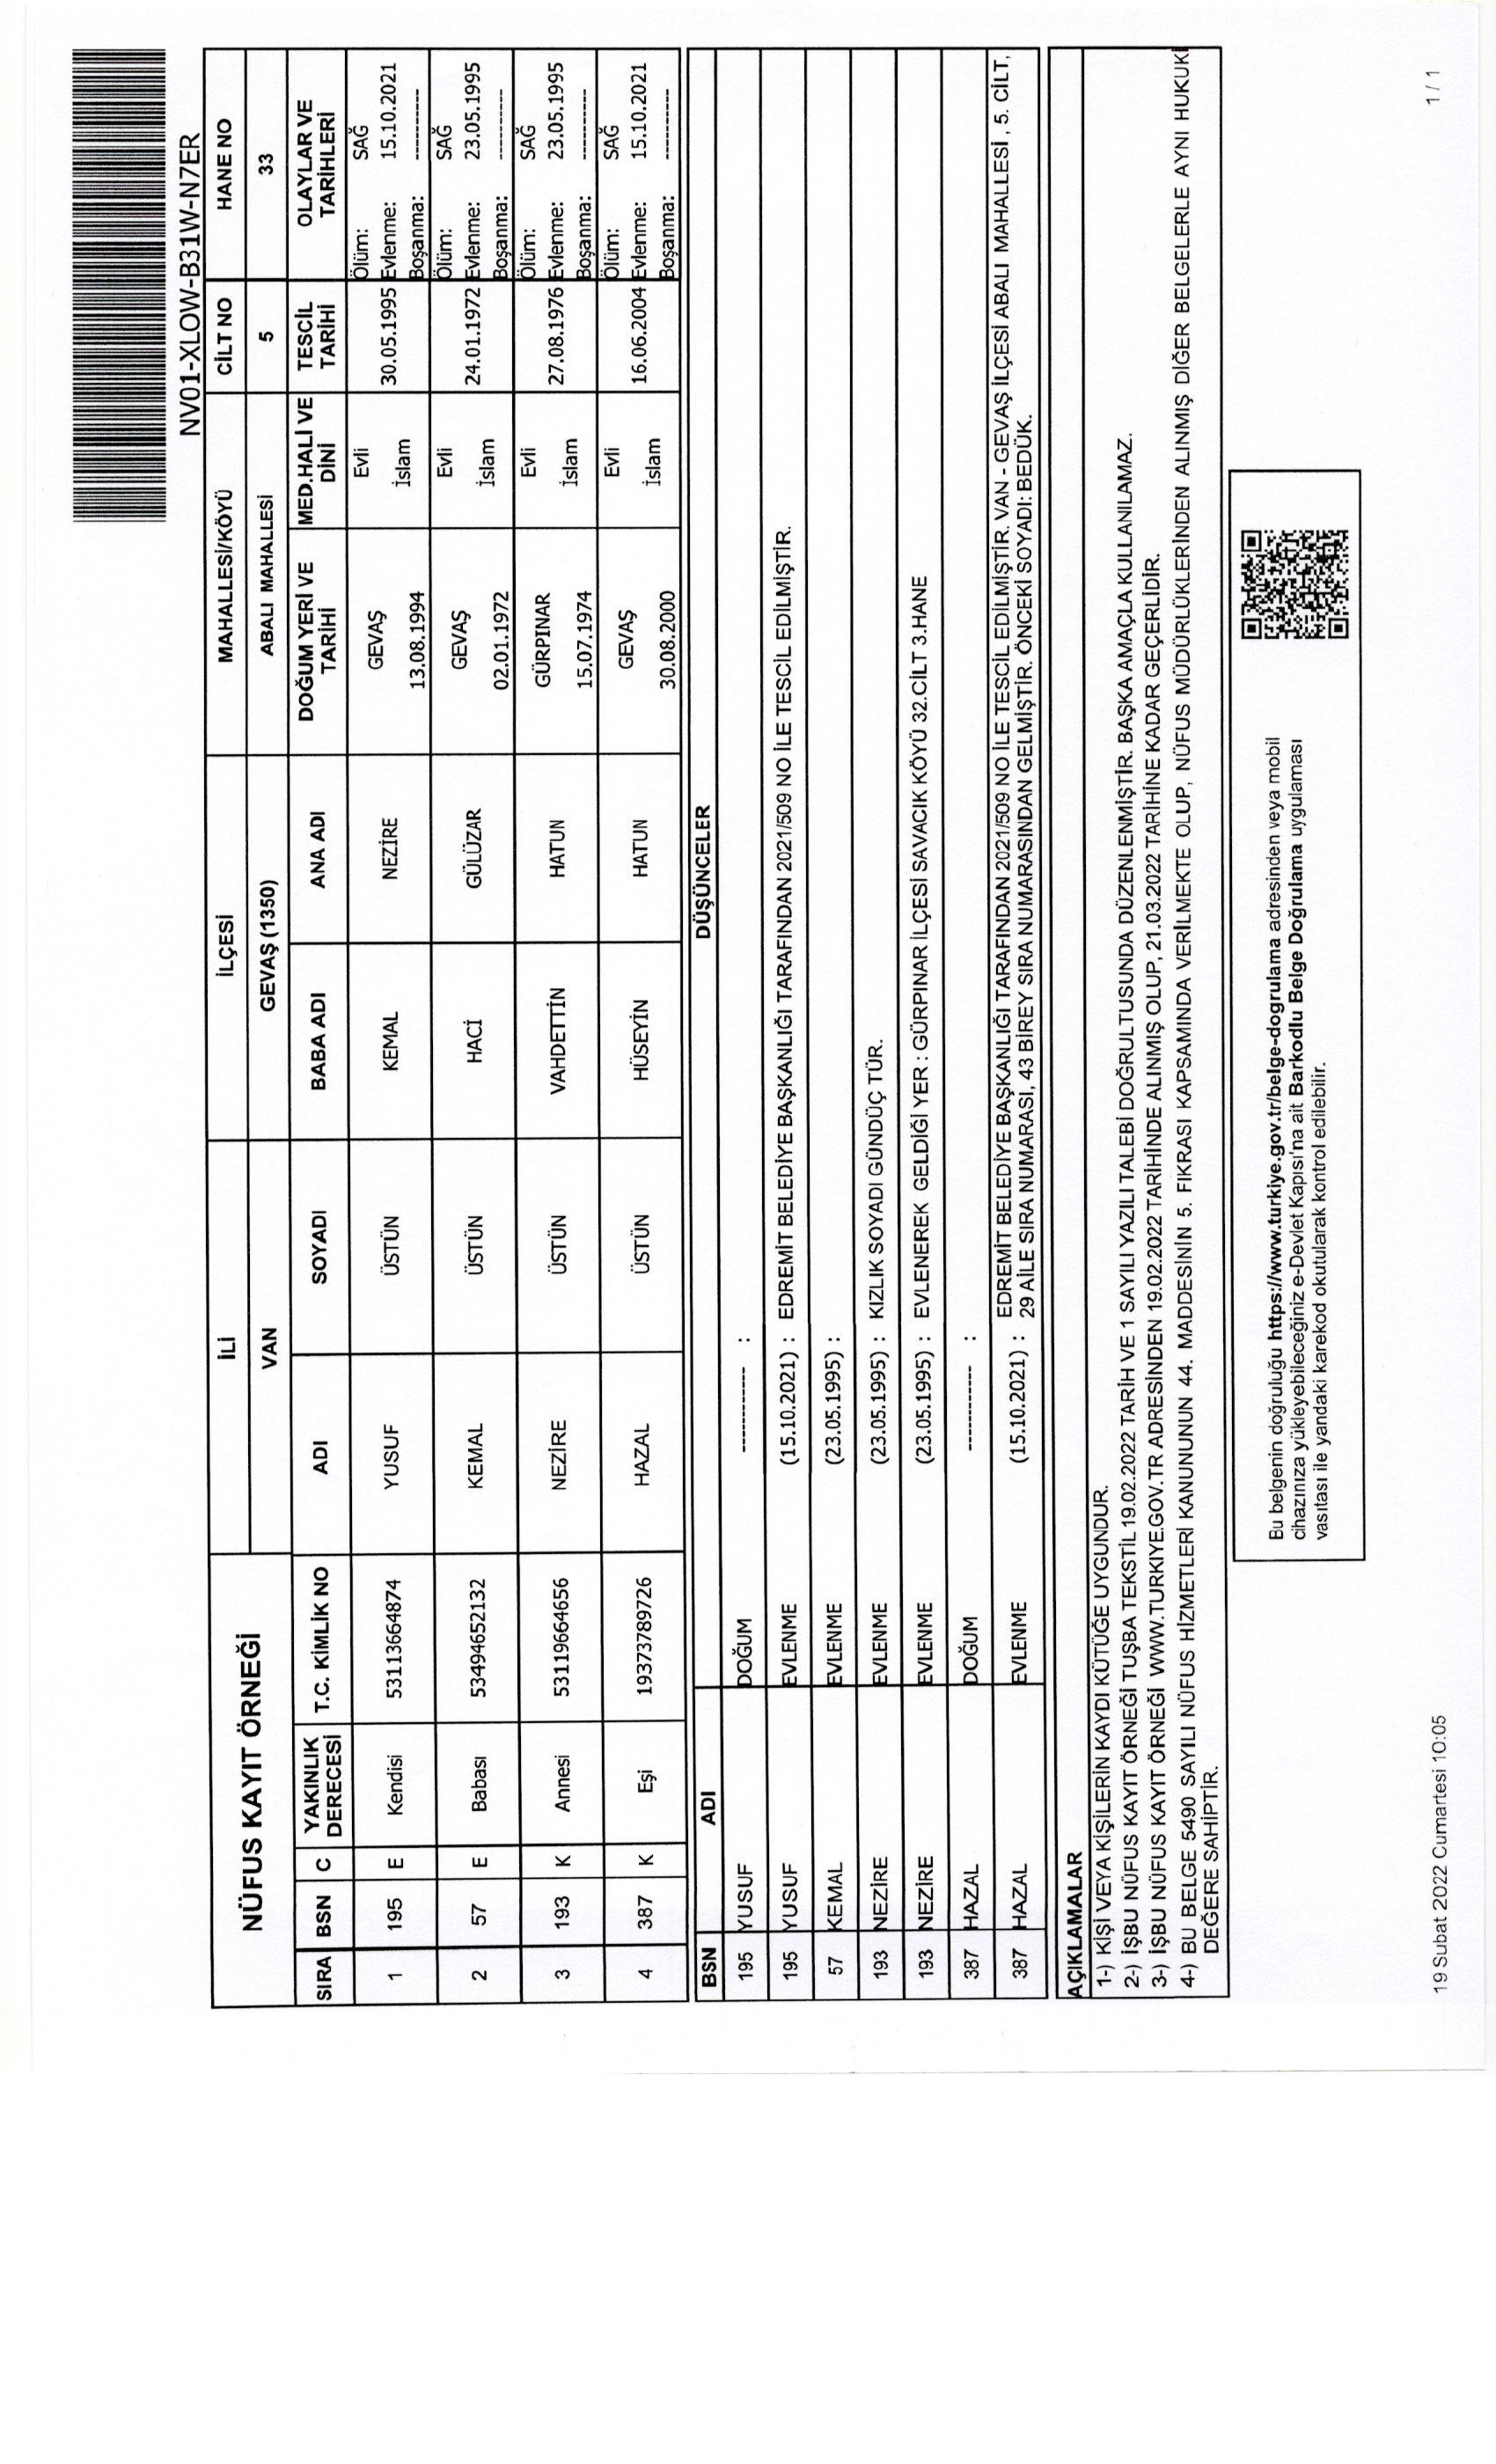 NV01-XLOW-B31W-N7ER
NÜFUS KAYIT ÖRNEĞİ
İLİ İLÇESİ MAHALLESİ/KÖYÜ CİLT NO HANE NO
VAN GEVAŞ (1350) ABALI MAHALLESİ 5 33
SIRA BSN C YAKINLIK DERECESİ T.C. KİMLİK NO ADI SOYADI BABA ADI ANA ADI DOĞUM YERİ VE TARİHİ MED.HALİ VE DİNİ TESCİL TARİHİ OLAYLAR VE TARİHLERİ
1 195 E Kendisi 53113664874 YUSUF ÜSTÜN KEMAL NEZİRE GEVAŞ 13.08.1994 Evli İslam 30.05.1995 Ölüm: SAĞ
Evlenme: 15.10.2021
Boşanma: ----------
2 57 E Babası 53494652132 KEMAL ÜSTÜN HACİ GÜLÜZAR GEVAŞ 02.01.1972 Evli İslam 24.01.1972 Ölüm: SAĞ
Evlenme: 23.05.1995
Boşanma: ----------
3 193 K Annesi 53119664656 NEZİRE ÜSTÜN VAHDETTİN HATUN GÜRPINAR 15.07.1974 Evli İslam 27.08.1976 Ölüm: SAĞ
Evlenme: 23.05.1995
Boşanma: ----------
4 387 K Eşi 19373789726 HAZAL ÜSTÜN HÜSEYİN HATUN GEVAŞ 30.08.2000 Evli İslam 16.06.2004 Ölüm: SAĞ
Evlenme: 15.10.2021
Boşanma: ----------
BSN ADI DÜŞÜNCELER
195 YUSUF DOĞUM ------------ :
195 YUSUF EVLENME (15.10.2021) : EDREMİT BELEDİYE BAŞKANLIĞI TARAFINDAN 2021/509 NO İLE TESCİL EDİLMİŞTİR.
57 KEMAL EVLENME (23.05.1995) :
193 NEZİRE EVLENME (23.05.1995) : KIZLIK SOYADI GÜNDÜÇ TÜR.
193 NEZİRE EVLENME (23.05.1995) : EVLENEREK GELDİĞİ YER : GÜRPINAR İLÇESİ SAVACIK KÖYÜ 32.CİLT 3.HANE
387 HAZAL DOĞUM ------------ :
387 HAZAL EVLENME (15.10.2021) : EDREMİT BELEDİYE BAŞKANLIĞI TARAFINDAN 2021/509 NO İLE TESCİL EDİLMİŞTİR. VAN - GEVAŞ İLÇESİ ABALI MAHALLESİ , 5. CİLT,
29 AİLE SIRA NUMARASI, 43 BİREY SIRA NUMARASINDAN GELMİŞTİR. ÖNCEKİ SOYADI: BEDÜK.
AÇIKLAMALAR
1-) KİŞİ VEYA KİŞİLERİN KAYDI KÜTÜĞE UYGUNDUR.
2-) İŞBU NÜFUS KAYIT ÖRNEĞİ TUŞBA TEKSTİL 19.02.2022 TARİH VE 1 SAYILI YAZILI TALEBİ DOĞRULTUSUNDA DÜZENLENMİŞTİR. BAŞKA AMAÇLA KULLANILAMAZ.
3-) İŞBU NÜFUS KAYIT ÖRNEĞİ WWW.TURKIYE.GOV.TR ADRESİNDEN 19.02.2022 TARİHİNDE ALINMIŞ OLUP, 21.03.2022 TARİHİNE KADAR GEÇERLİDİR.
4-) BU BELGE 5490 SAYILI NÜFUS HİZMETLERİ KANUNUNUN 44. MADDESİNİN 5. FIKRASI KAPSAMINDA VERİLMEKTE OLUP, NÜFUS MÜDÜRLÜKLERİNDEN ALINMIŞ DİĞER BELGELERLE AYNI HUKUKİ
DEĞERE SAHİPTİR.
Bu belgenin doğruluğu https://www.turkiye.gov.tr/belge-dogrulama adresinden veya mobil
cihazınıza yükleyebileceğiniz e-Devlet Kapısı'na ait Barkodlu Belge Doğrulama uygulaması
vasıtası ile yandaki karekod okutularak kontrol edilebilir.
19 Subat 2022 Cumartesi 10:05
1 / 1